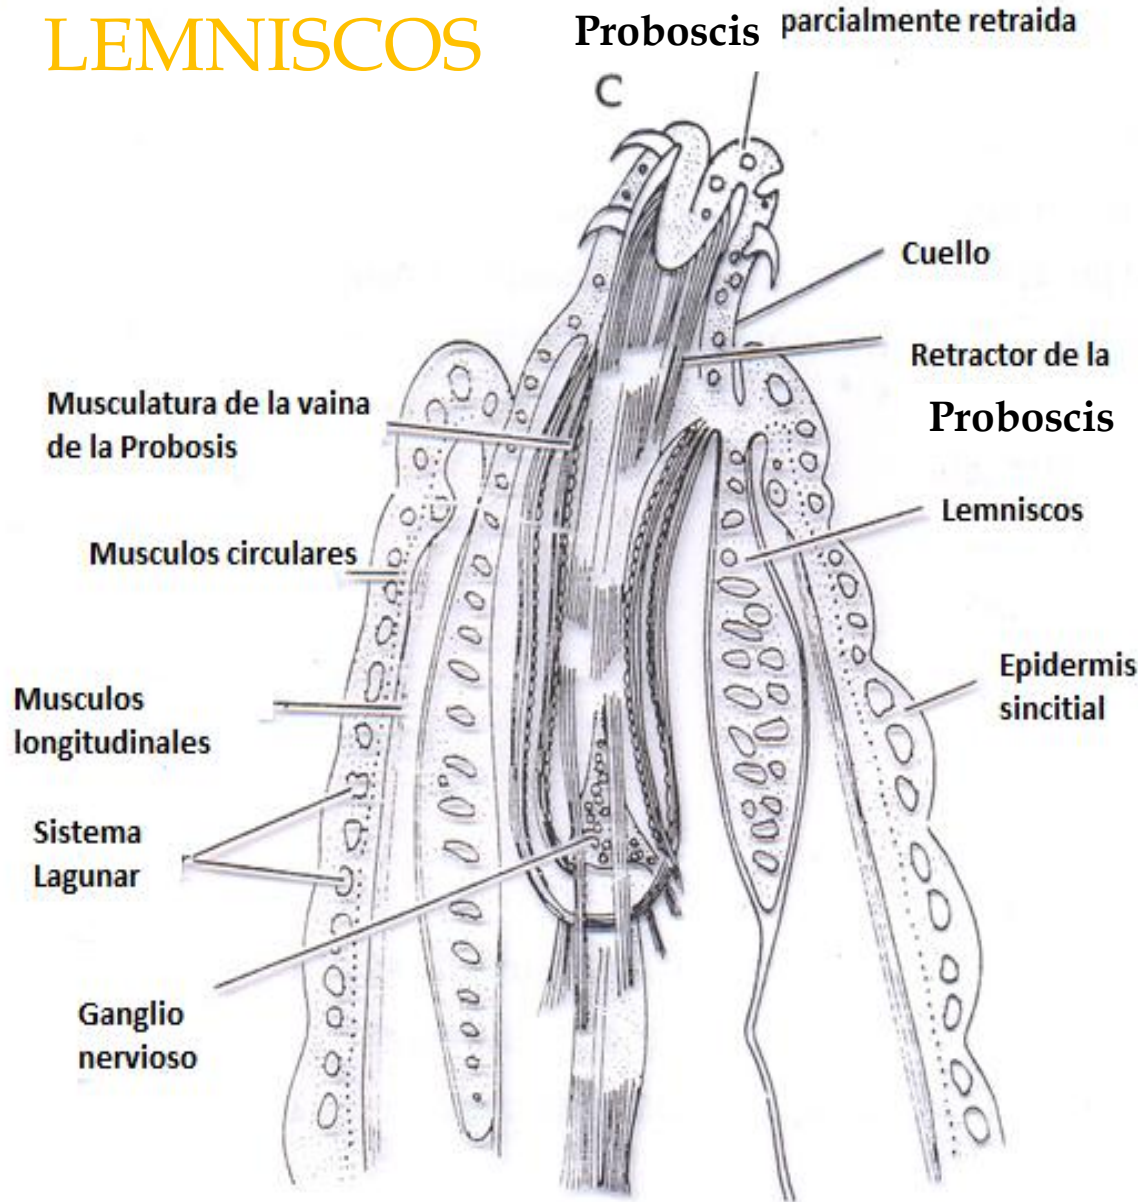 LEMNISCOS
Proboscis parcialmente retraida
C
Cuello
Retractor de la
Proboscis
Musculatura de la vaina
de la Probosis
Lemniscos
Musculos circulares
Epidermis
sincitial
Musculos
longitudinales
Sistema
Lagunar
Ganglio
nervioso